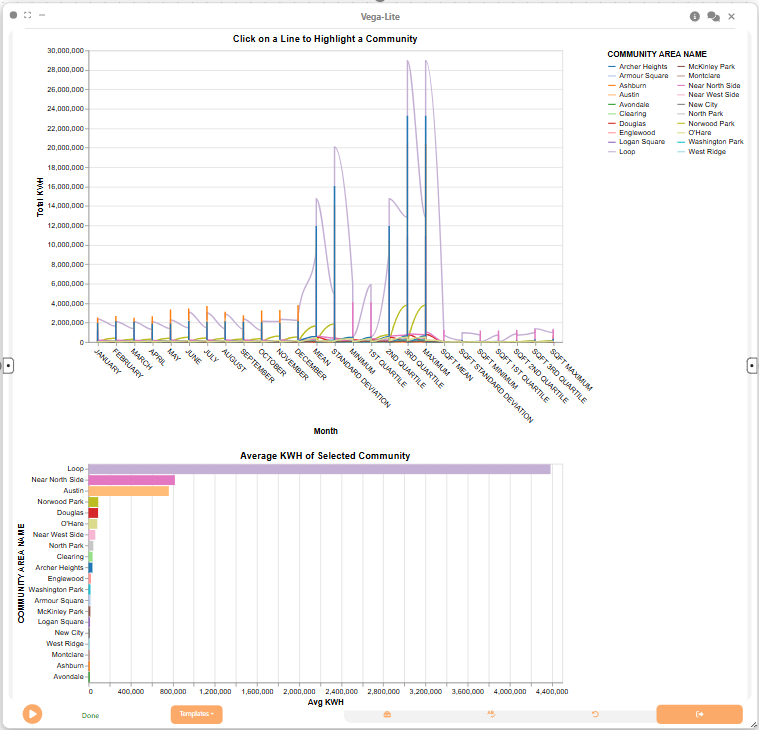 Vega-Lite
Click on a Line to Highlight a Community
30,000,000
28,000,000
26,000,000
24,000,000
22,000,000
20,000,000
18,000,000
16,000,000
14,000,000
12,000,000
10,000,000
8,000,000
6,000,000
4,000,000
2,000,000
0
Total KWH
JANUARY
FEBRUARY
MARCH
APRIL
MAY
JUNE
JULY
AUGUST
SEPTEMBER
OCTOBER
NOVEMBER
DECEMBER
MEAN
STANDARD DEVIATION
MINIMUM
1ST QUARTILE
2ND QUARTILE
3RD QUARTILE
MAXIMUM
SQFT MEAN
SQFT STANDARD DEVIATION
SQFT MINIMUM
SQFT 1ST QUARTILE
SQFT 2ND QUARTILE
SQFT 3RD QUARTILE
SQFT MAXIMUM
Month
COMMUNITY AREA NAME
Archer Heights
Armour Square
Ashburn
Austin
Avondale
Clearing
Douglas
Englewood
Logan Square
Loop
McKinley Park
Montclare
Near North Side
Near West Side
New City
North Park
Norwood Park
O'Hare
Washington Park
West Ridge
Average KWH of Selected Community
COMMUNITY AREA NAME
Loop
Near North Side
Austin
Norwood Park
Douglas
O'Hare
Near West Side
North Park
Clearing
Archer Heights
Englewood
Washington Park
Armour Square
McKinley Park
Logan Square
New City
West Ridge
Montclare
Ashburn
Avondale
0
400,000
800,000
1,200,000
1,600,000
2,000,000
2,400,000
2,800,000
3,200,000
3,600,000
4,000,000
4,400,000
Avg KWH
Done
Templates